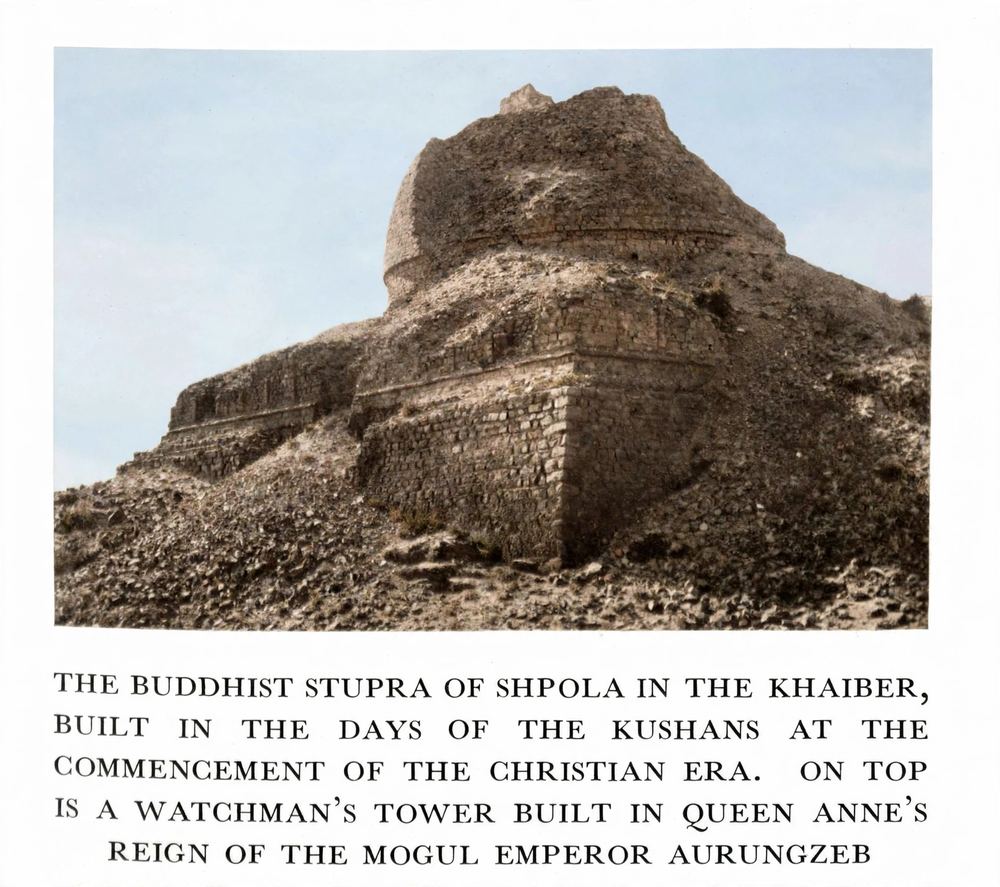 THE BUDDHIST STUPRA OF SHPOLA IN THE KHAIBER,
BUILT IN THE DAYS OF THE KUSHANS AT THE
COMMENCEMENT OF THE CHRISTIAN ERA. ON TOP
IS A WATCHMAN'S TOWER BUILT IN QUEEN ANNE'S
REIGN OF THE MOGUL EMPEROR AURUNGZEB